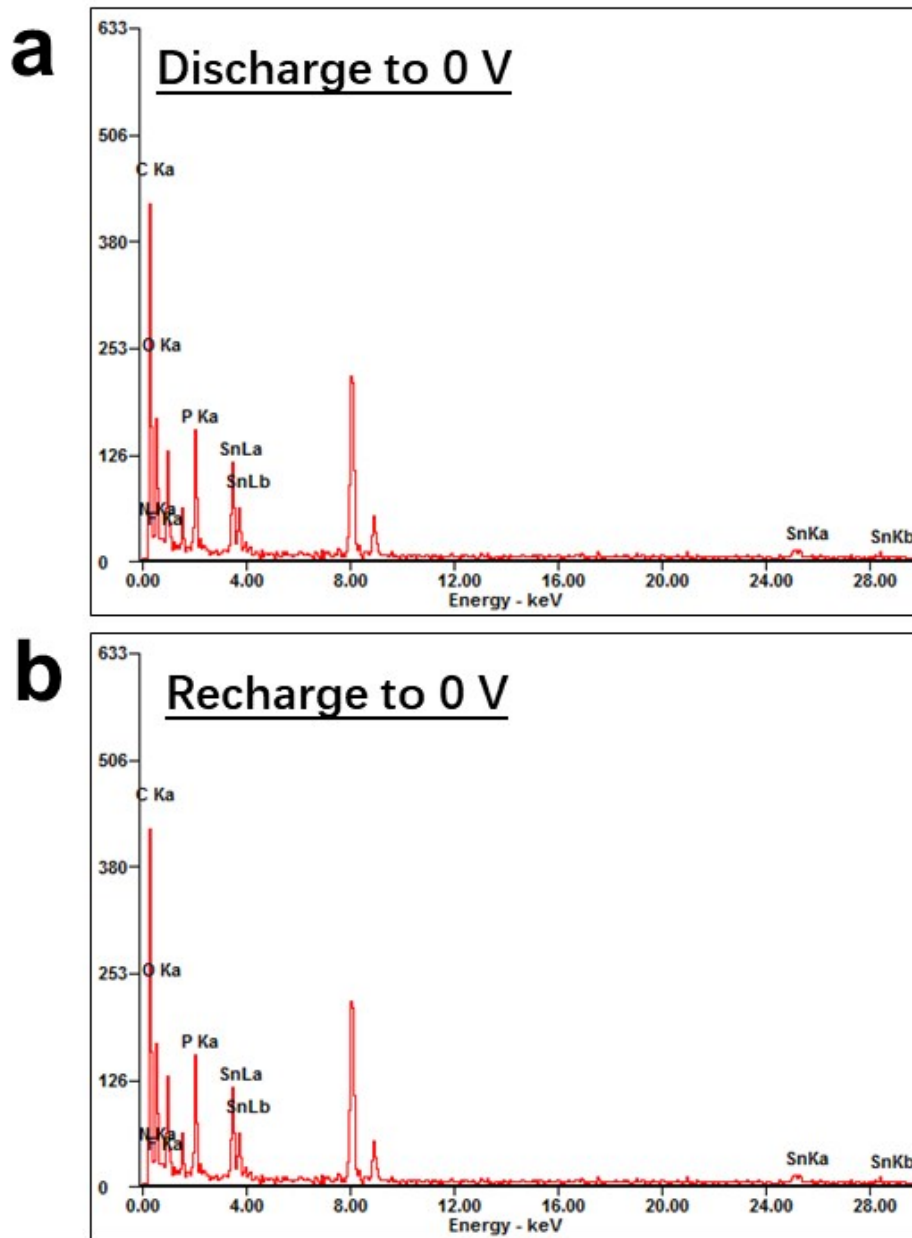 a
Discharge to 0 V
633
506
C Ka
380
253
O Ka
P Ka
126
SnLa
SnLb
N Ka
F Ka
SnKa
SnKb
0
0.00 4.00 8.00 12.00 16.00 20.00 24.00 28.00
Energy - keV
b
Recharge to 0 V
633
506
C Ka
380
253
O Ka
P Ka
126
SnLa
SnLb
N Ka
F Ka
SnKa
SnKb
0
0.00 4.00 8.00 12.00 16.00 20.00 24.00 28.00
Energy - keV